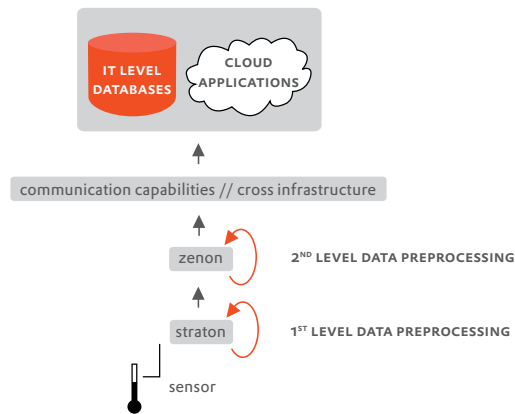 IT LEVEL
DATABASES
CLOUD
APPLICATIONS
communication capabilities // cross infrastructure
zenon
2ND LEVEL DATA PREPROCESSING
straton
1ST LEVEL DATA PREPROCESSING
sensor